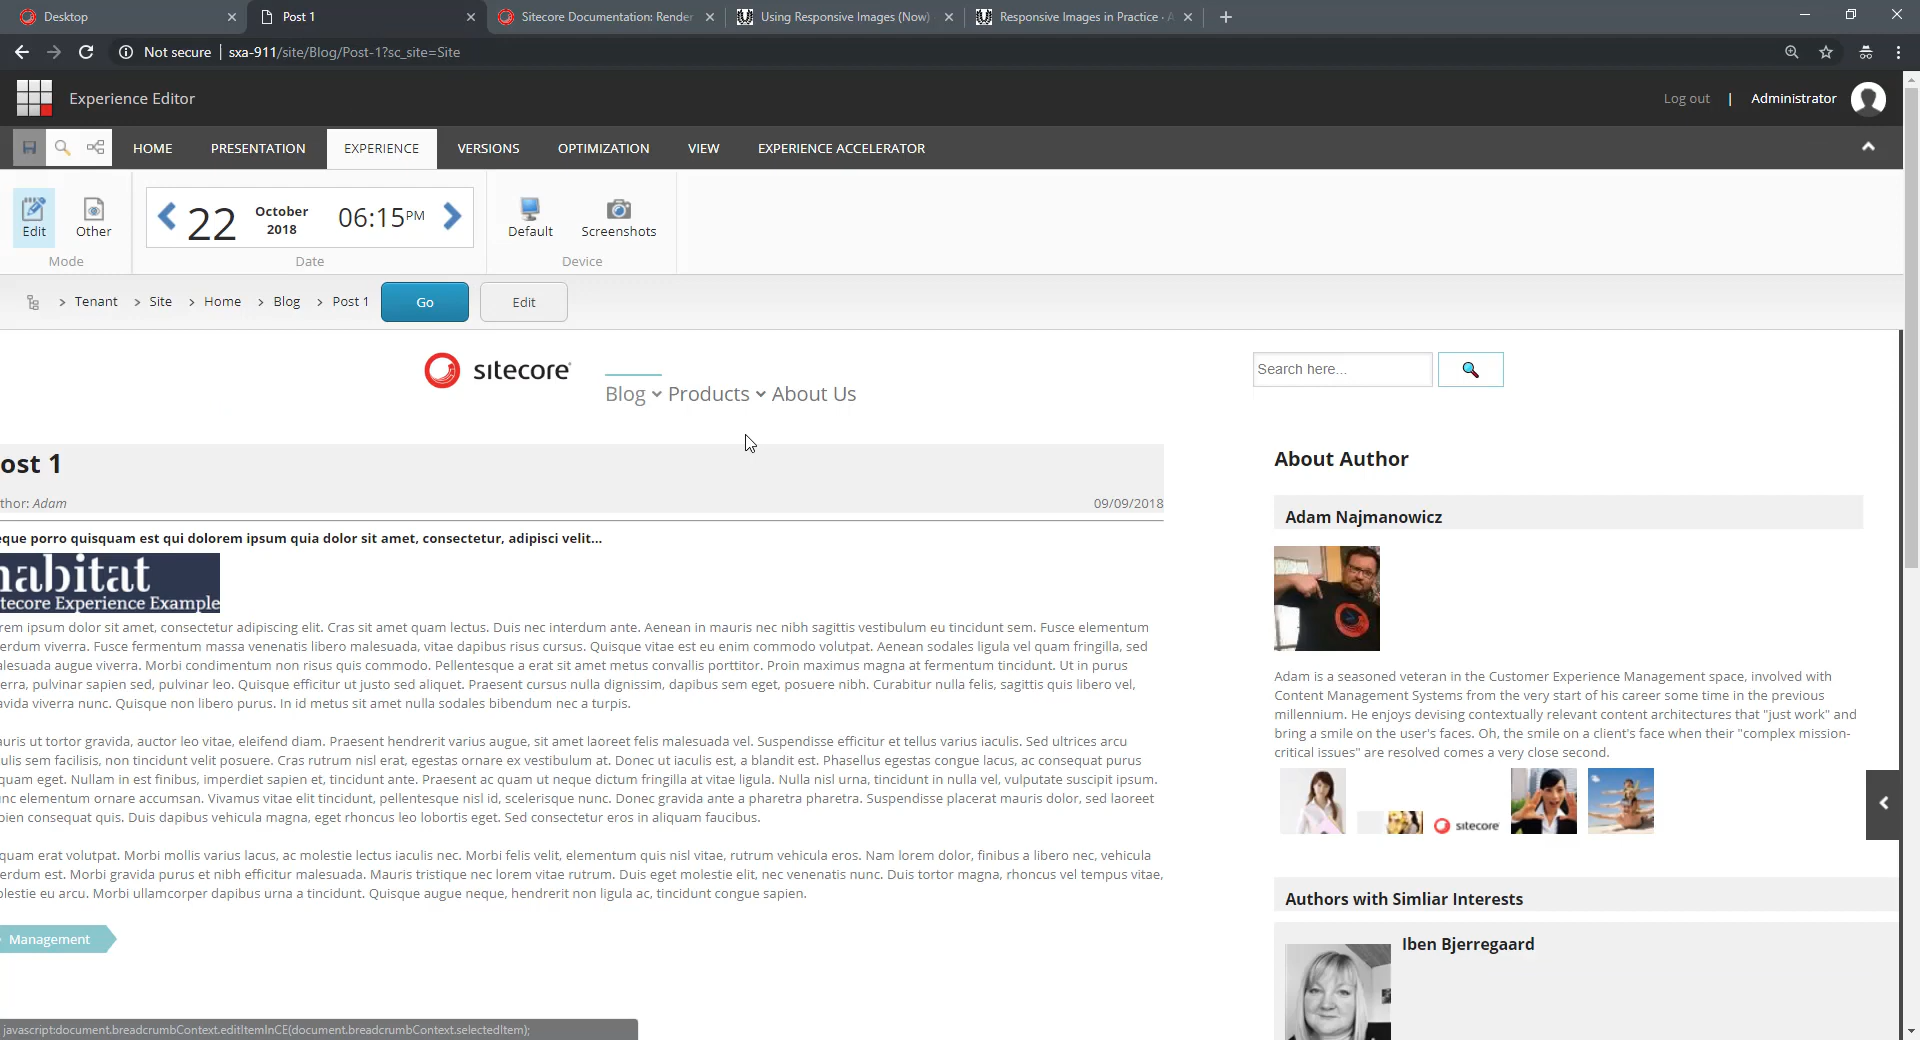 Desktop
Post 1
Sitecore Documentation: Render
Using Responsive Images (Now)
Responsive Images in Practice · A
Not secure | sxa-911/site/Blog/Post-1?sc_site=Site
Experience Editor
Log out | Administrator
HOME PRESENTATION EXPERIENCE VERSIONS OPTIMIZATION VIEW EXPERIENCE ACCELERATOR
Edit
Other
Mode
22 October 2018 06:15PM
Date
Default
Screenshots
Device
> Tenant > Site > Home > Blog > Post 1 Go Edit
sitecore
Blog Products About Us
Search here...
ost 1
thor: Adam 09/09/2018
eque porro quisquam est qui dolorem ipsum quia dolor sit amet, consectetur, adipisci velit...
habitat
tecore Experience Example
rem ipsum dolor sit amet, consectetur adipiscing elit. Cras sit amet quam lectus. Duis nec interdum ante. Aenean in mauris nec nibh sagittis vestibulum eu tincidunt sem. Fusce elementum
erdum viverra. Fusce fermentum massa venenatis libero malesuada, vitae dapibus risus cursus. Quisque vitae est eu enim commodo volutpat. Aenean sodales ligula vel quam fringilla, sed
alesuada augue viverra. Morbi condimentum non risus quis commodo. Pellentesque a erat sit amet metus convallis porttitor. Proin maximus magna at fermentum tincidunt. Ut in purus
erra, pulvinar sapien sed, pulvinar leo. Quisque efficitur ut justo sed aliquet. Praesent cursus nulla dignissim, dapibus sem eget, posuere nibh. Curabitur nulla felis, sagittis quis libero vel,
avida viverra nunc. Quisque non libero purus. In id metus sit amet nulla sodales bibendum nec a turpis.
auris ut tortor gravida, auctor leo vitae, eleifend diam. Praesent hendrerit varius augue, sit amet laoreet felis malesuada vel. Suspendisse efficitur et tellus varius iaculis. Sed ultrices arcu
ulis sem facilisis, non tincidunt velit posuere. Cras rutrum nisl erat, egestas ornare ex vestibulum at. Donec ut iaculis est, a blandit est. Phasellus egestas congue lacus, ac consequat purus
quam eget. Nullam in est finibus, imperdiet sapien et, tincidunt ante. Praesent ac quam ut neque dictum fringilla at vitae ligula. Nulla nisl urna, tincidunt in nulla vel, vulputate suscipit ipsum.
nc elementum ornare accumsan. Vivamus vitae elit tincidunt, pellentesque nisl id, scelerisque nunc. Donec gravida ante a pharetra pharetra. Suspendisse placerat mauris dolor, sed laoreet
pien consequat quis. Duis dapibus vehicula magna, eget rhoncus leo lobortis eget. Sed consectetur eros in aliquam faucibus.
quam erat volutpat. Morbi mollis varius lacus, ac molestie lectus iaculis nec. Morbi felis velit, elementum quis nisl vitae, rutrum vehicula eros. Nam lorem dolor, finibus a libero nec, vehicula
erdum est. Morbi gravida purus et nibh efficitur malesuada. Mauris tristique nec lorem vitae rutrum. Duis eget molestie elit, nec venenatis nunc. Duis tortor magna, rhoncus vel tempus vitae,
olestie eu arcu. Morbi ullamcorper dapibus urna a tincidunt. Quisque augue neque, hendrerit non ligula ac, tincidunt congue sapien.
Management
About Author
Adam Najmanowicz
Adam is a seasoned veteran in the Customer Experience Management space, involved with
Content Management Systems from the very start of his career some time in the previous
millennium. He enjoys devising contextually relevant content architectures that "just work" and
bring a smile on the user's faces. Oh, the smile on a client's face when their "complex mission-
critical issues" are resolved comes a very close second.
sitecore
Authors with Simliar Interests
Iben Bjerregaard
javascript:document.breadcrumbContext.editItemInCE(document.breadcrumbContext.selectedItem);